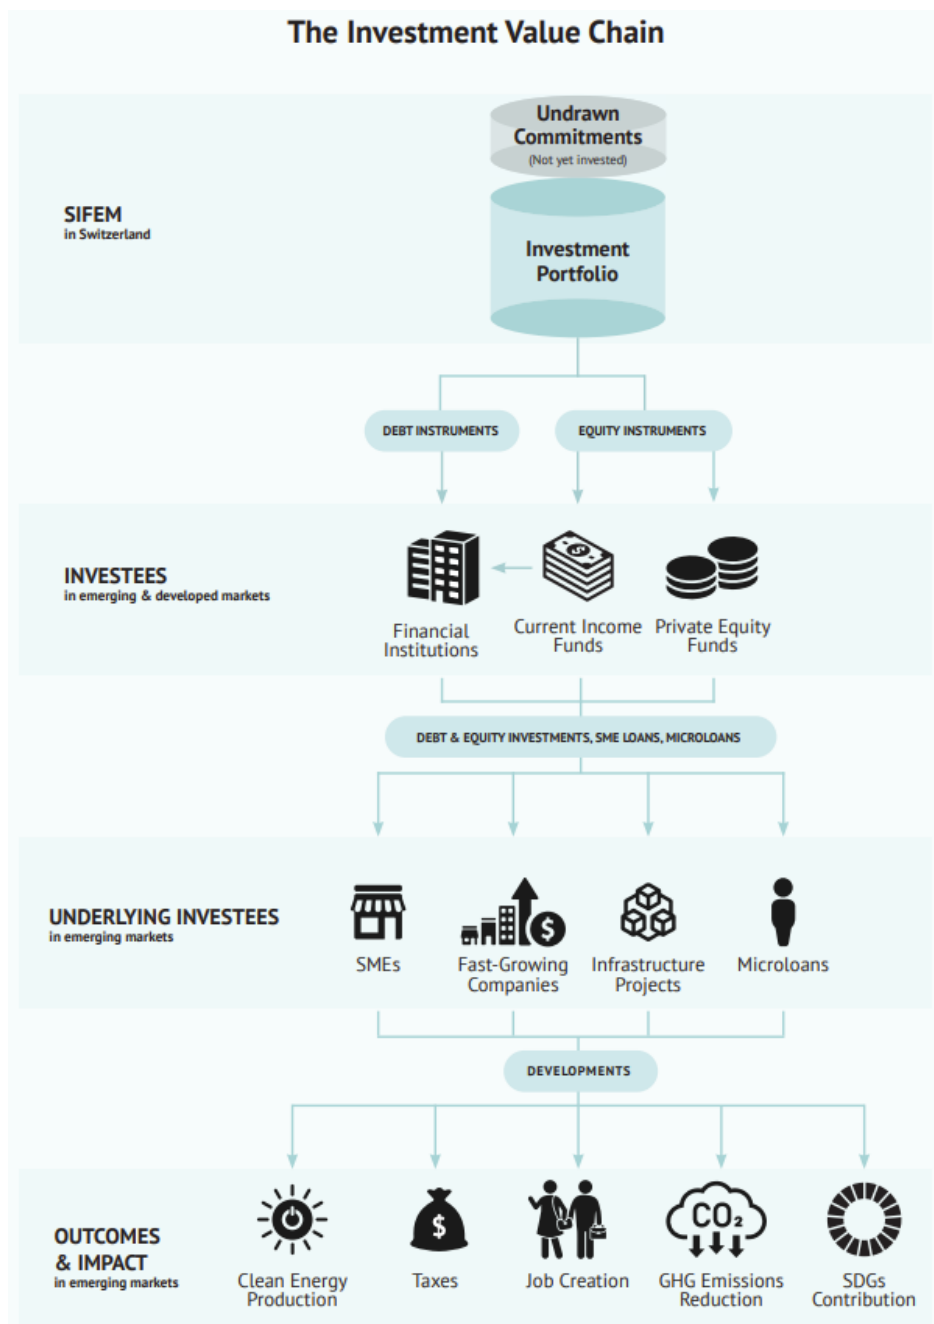 The Investment Value Chain
Undrawn
Commitments
(Not yet invested)
SIFEM
in Switzerland
Investment
Portfolio
DEBT INSTRUMENTS
EQUITY INSTRUMENTS
INVESTEES
in emerging & developed markets
$
Financial
Institutions
Current Income
Funds
Private Equity
Funds
DEBT & EQUITY INVESTMENTS, SME LOANS, MICROLOANS
UNDERLYING INVESTEES
in emerging markets
$
SMEs
Fast-Growing
Companies
Infrastructure
Projects
Microloans
DEVELOPMENTS
OUTCOMES
& IMPACT
in emerging markets
$
CO₂
Clean Energy
Production
Taxes
Job Creation
GHG Emissions
Reduction
SDGs
Contribution